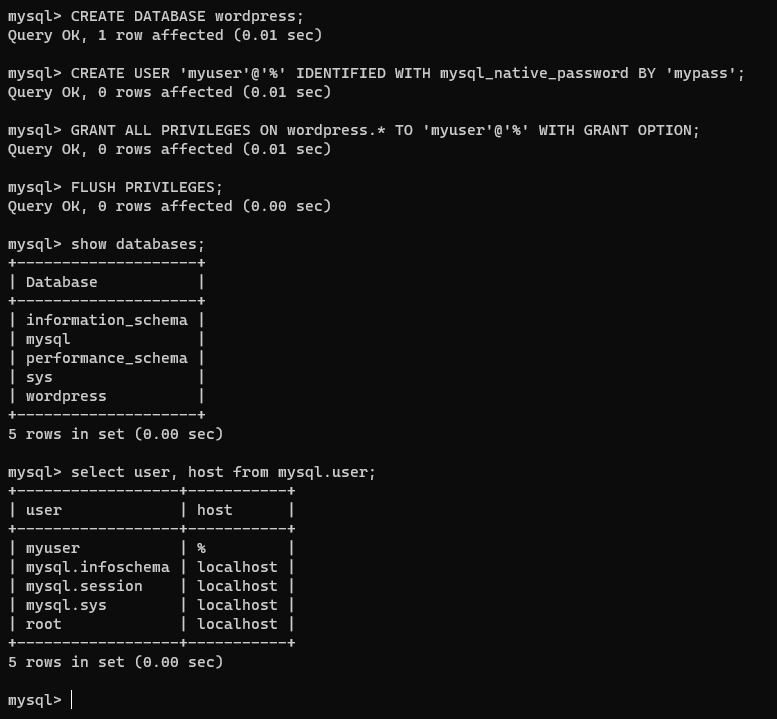 mysql> CREATE DATABASE wordpress;
Query OK, 1 row affected (0.01 sec)
mysql> CREATE USER 'myuser'@'%' IDENTIFIED WITH mysql_native_password BY 'mypass';
Query OK, 0 rows affected (0.01 sec)
mysql> GRANT ALL PRIVILEGES ON wordpress.* TO 'myuser'@'%' WITH GRANT OPTION;
Query OK, 0 rows affected (0.01 sec)
mysql> FLUSH PRIVILEGES;
Query OK, 0 rows affected (0.00 sec)
mysql> show databases;
+--------------------+
| Database           |
+--------------------+
| information_schema |
| mysql              |
| performance_schema |
| sys                |
| wordpress          |
+--------------------+
5 rows in set (0.00 sec)
mysql> select user, host from mysql.user;
+------------------+-----------+
| user             | host      |
+------------------+-----------+
| myuser           | %         |
| mysql.infoschema | localhost |
| mysql.session    | localhost |
| mysql.sys        | localhost |
| root             | localhost |
+------------------+-----------+
5 rows in set (0.00 sec)
mysql>